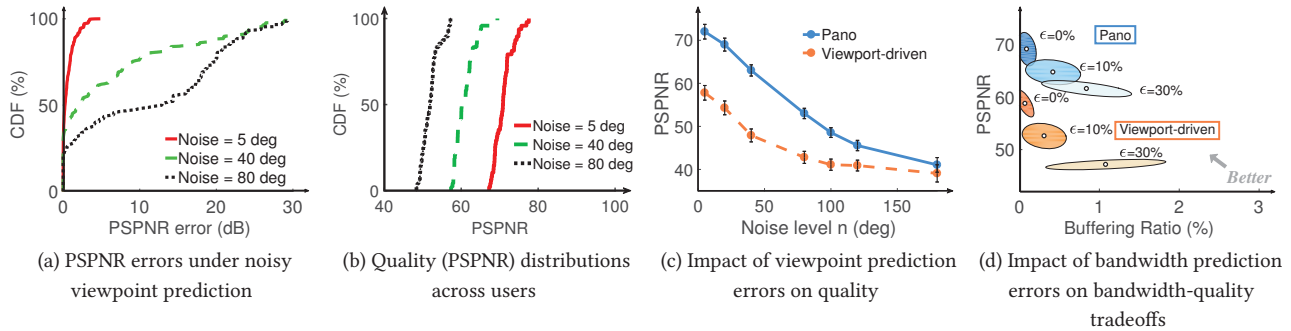 100
50
0
CDF (%)
0
10
20
30
PSPNR error (dB)
Noise = 5 deg
Noise = 40 deg
Noise = 80 deg
(a) PSPNR errors under noisy
viewpoint prediction
100
50
0
CDF (%)
40
60
80
100
PSPNR
Noise = 5 deg
Noise = 40 deg
Noise = 80 deg
(b) Quality (PSPNR) distributions
across users
70
60
50
40
PSPNR
0
50
100
150
Noise level n (deg)
Pano
Viewport-driven
(c) Impact of viewpoint prediction
errors on quality
80
70
60
50
PSPNR
0
1
2
3
Buffering Ratio (%)
ϵ=0%
Pano
ϵ=10%
ϵ=30%
ϵ=0%
ϵ=10%
Viewport-driven
ϵ=30%
Better
(d) Impact of bandwidth prediction
errors on bandwidth-quality
tradeoffs